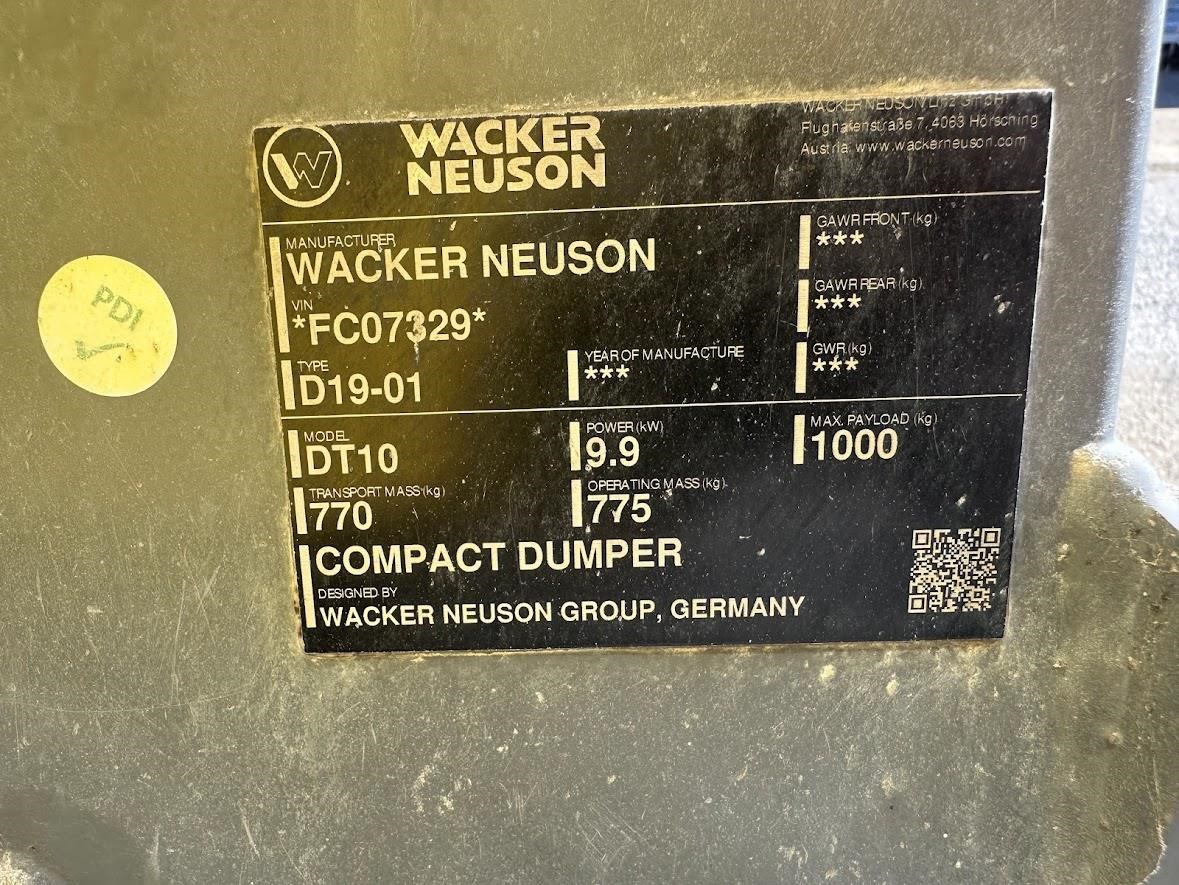 WACKER
NEUSON
WACKER NEUSON Linz GmbH
Flughafenstraße 7, 4063 Hörsching
Austria, www.wackerneuson.com
MANUFACTURER
WACKER NEUSON
VIN
*FC07329*
TYPE
D19-01
YEAR OF MANUFACTURE
***
GAWR FRONT (kg)
***
GAWR REAR (kg)
***
GWR (kg)
***
MODEL
DT10
POWER (kW)
9.9
MAX. PAYLOAD (kg)
1000
TRANSPORT MASS (kg)
770
OPERATING MASS (kg)
775
COMPACT DUMPER
DESIGNED BY
WACKER NEUSON GROUP, GERMANY
PDI